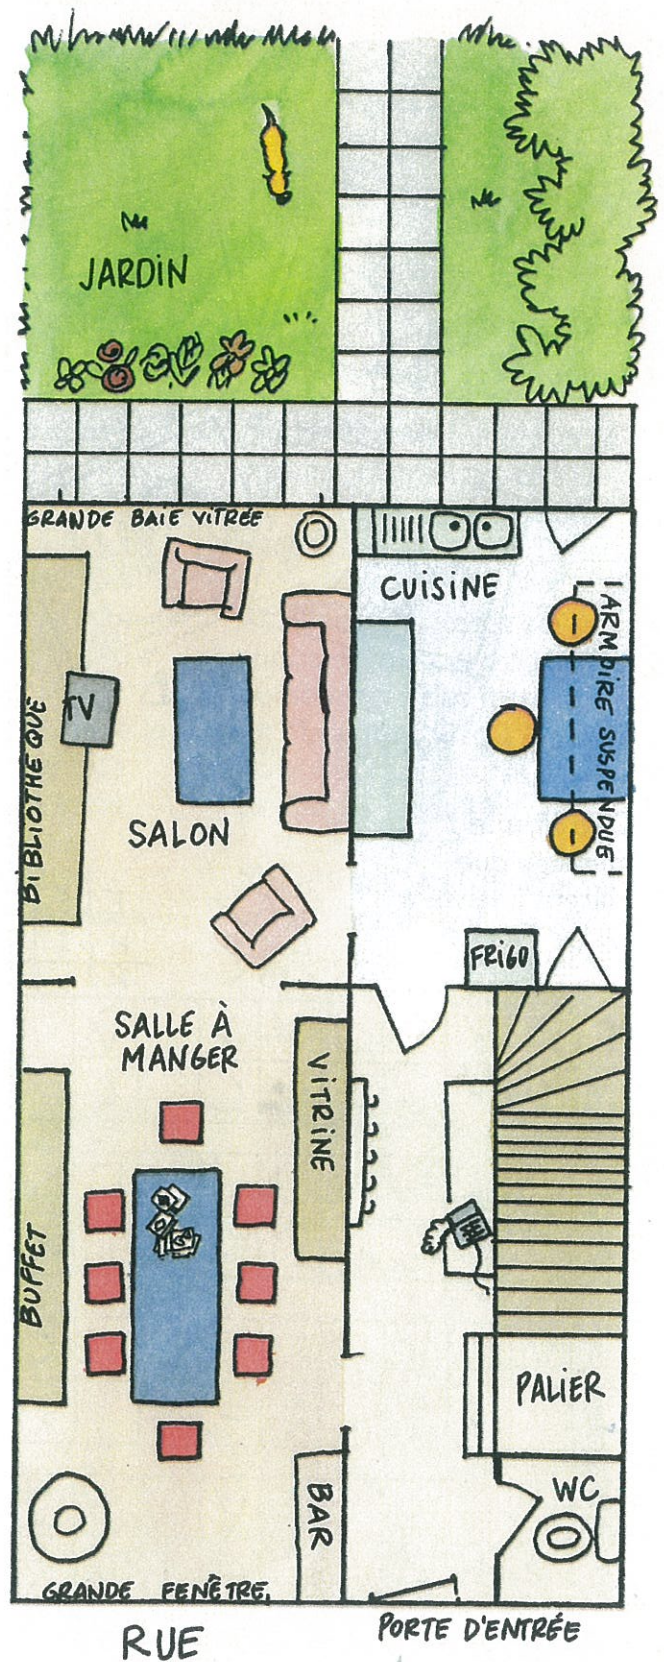 JARDIN
GRANDE BAIE VITRÉE
CUISINE
ARMOIRE SUSPENDUE
TV
BIBLIOTHEQUE
SALON
FRIGO
SALLE À
MANGER
VITRINE
BUFFET
PALIER
WC
BAR
GRANDE FENÊTRE
PORTE D'ENTRÉE
RUE